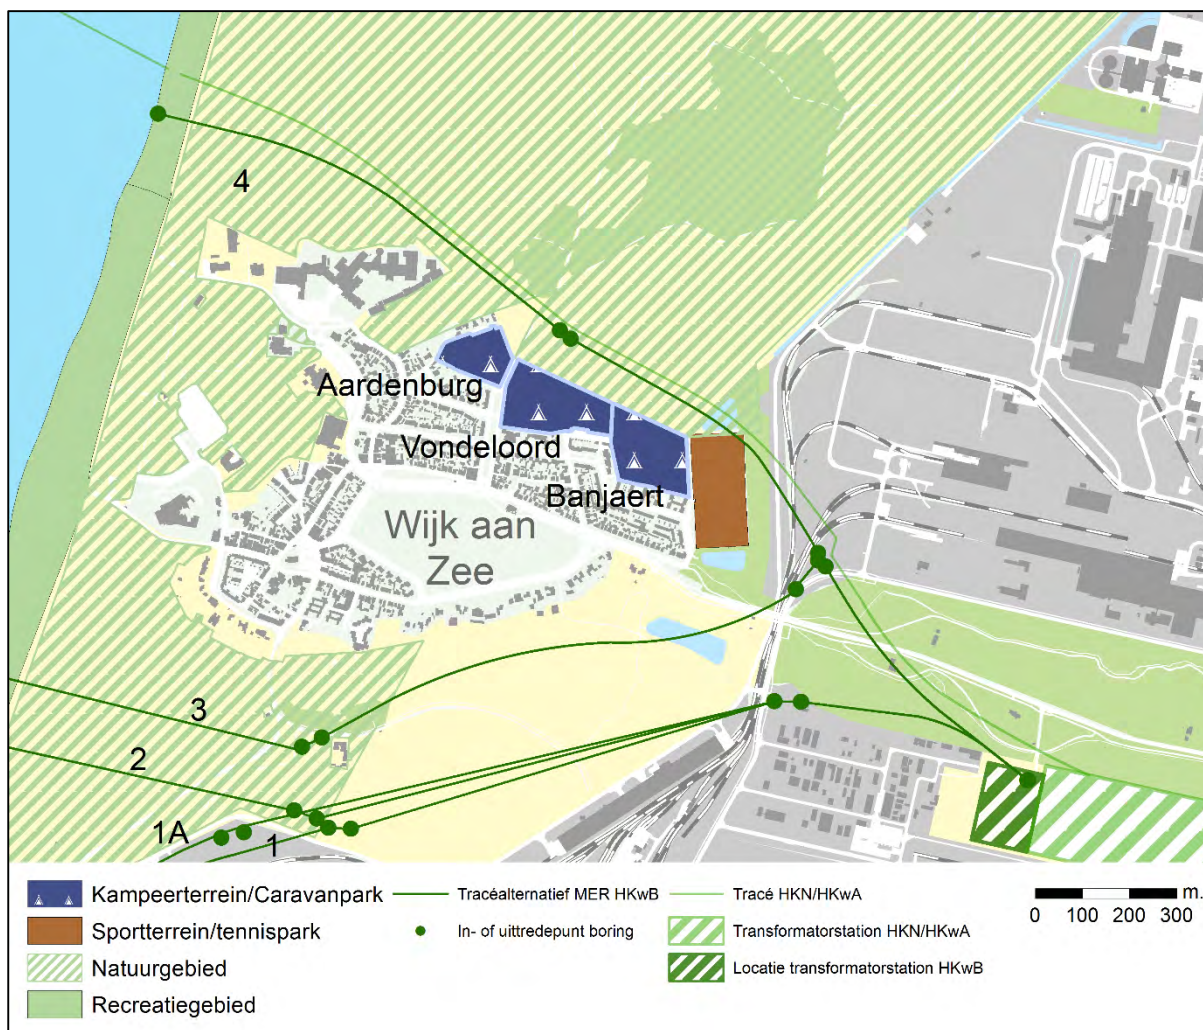 4
Aardenburg
Vondeloord
Banjaert
Wijk aan
Zee
3
2
1A
1
Kampeerterrein/Caravanpark
Sportterrein/tennispark
Natuurgebied
Recreatiegebied
Tracéalternatief MER HKwB
In- of uittredepunt boring
Tracé HKN/HKwA
Transformatorstation HKN/HKwA
Locatie transformatorstation HKwB
m.
0 100 200 300